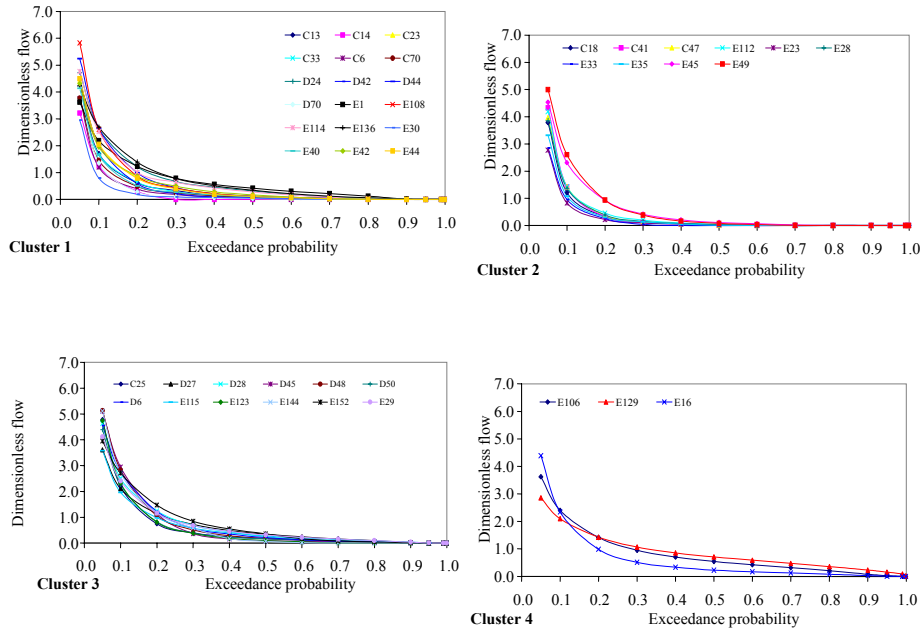 7.0
6.0
5.0
4.0
3.0
2.0
1.0
0.0
Dimensionless flow
C13 C14 C23
C33 C6 C70
D24 D42 D44
D70 E1 E108
E114 E136 E30
E40 E42 E44
0.0 0.1 0.2 0.3 0.4 0.5 0.6 0.7 0.8 0.9 1.0
Cluster 1
Exceedance probability
7.0
6.0
5.0
4.0
3.0
2.0
1.0
0.0
Dimensionless flow
C18 C41 C47 E112 E23 E28
E33 E35 E45 E49
0.0 0.1 0.2 0.3 0.4 0.5 0.6 0.7 0.8 0.9 1.0
Cluster 2
Exceedance probability
7.0
6.0
5.0
4.0
3.0
2.0
1.0
0.0
Dimensionless flow
C25 D27 D28 D45 D48 D50
D6 E115 E123 E144 E152 E29
0.0 0.1 0.2 0.3 0.4 0.5 0.6 0.7 0.8 0.9 1.0
Cluster 3
Exceedance probability
7.0
6.0
5.0
4.0
3.0
2.0
1.0
0.0
Dimensionless flow
E106 E129 E16
0.0 0.1 0.2 0.3 0.4 0.5 0.6 0.7 0.8 0.9 1.0
Cluster 4
Exceedance probability